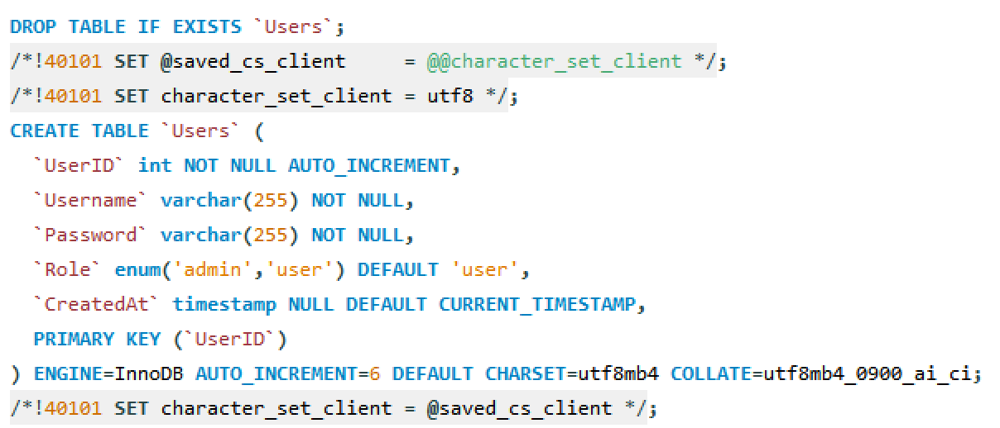 DROP TABLE IF EXISTS `Users`;
/*!40101 SET @saved_cs_client     = @@character_set_client */;
/*!40101 SET character_set_client = utf8 */;
CREATE TABLE `Users` (
  `UserID` int NOT NULL AUTO_INCREMENT,
  `Username` varchar(255) NOT NULL,
  `Password` varchar(255) NOT NULL,
  `Role` enum('admin','user') DEFAULT 'user',
  `CreatedAt` timestamp NULL DEFAULT CURRENT_TIMESTAMP,
  PRIMARY KEY (`UserID`)
) ENGINE=InnoDB AUTO_INCREMENT=6 DEFAULT CHARSET=utf8mb4 COLLATE=utf8mb4_0900_ai_ci;
/*!40101 SET character_set_client = @saved_cs_client */;